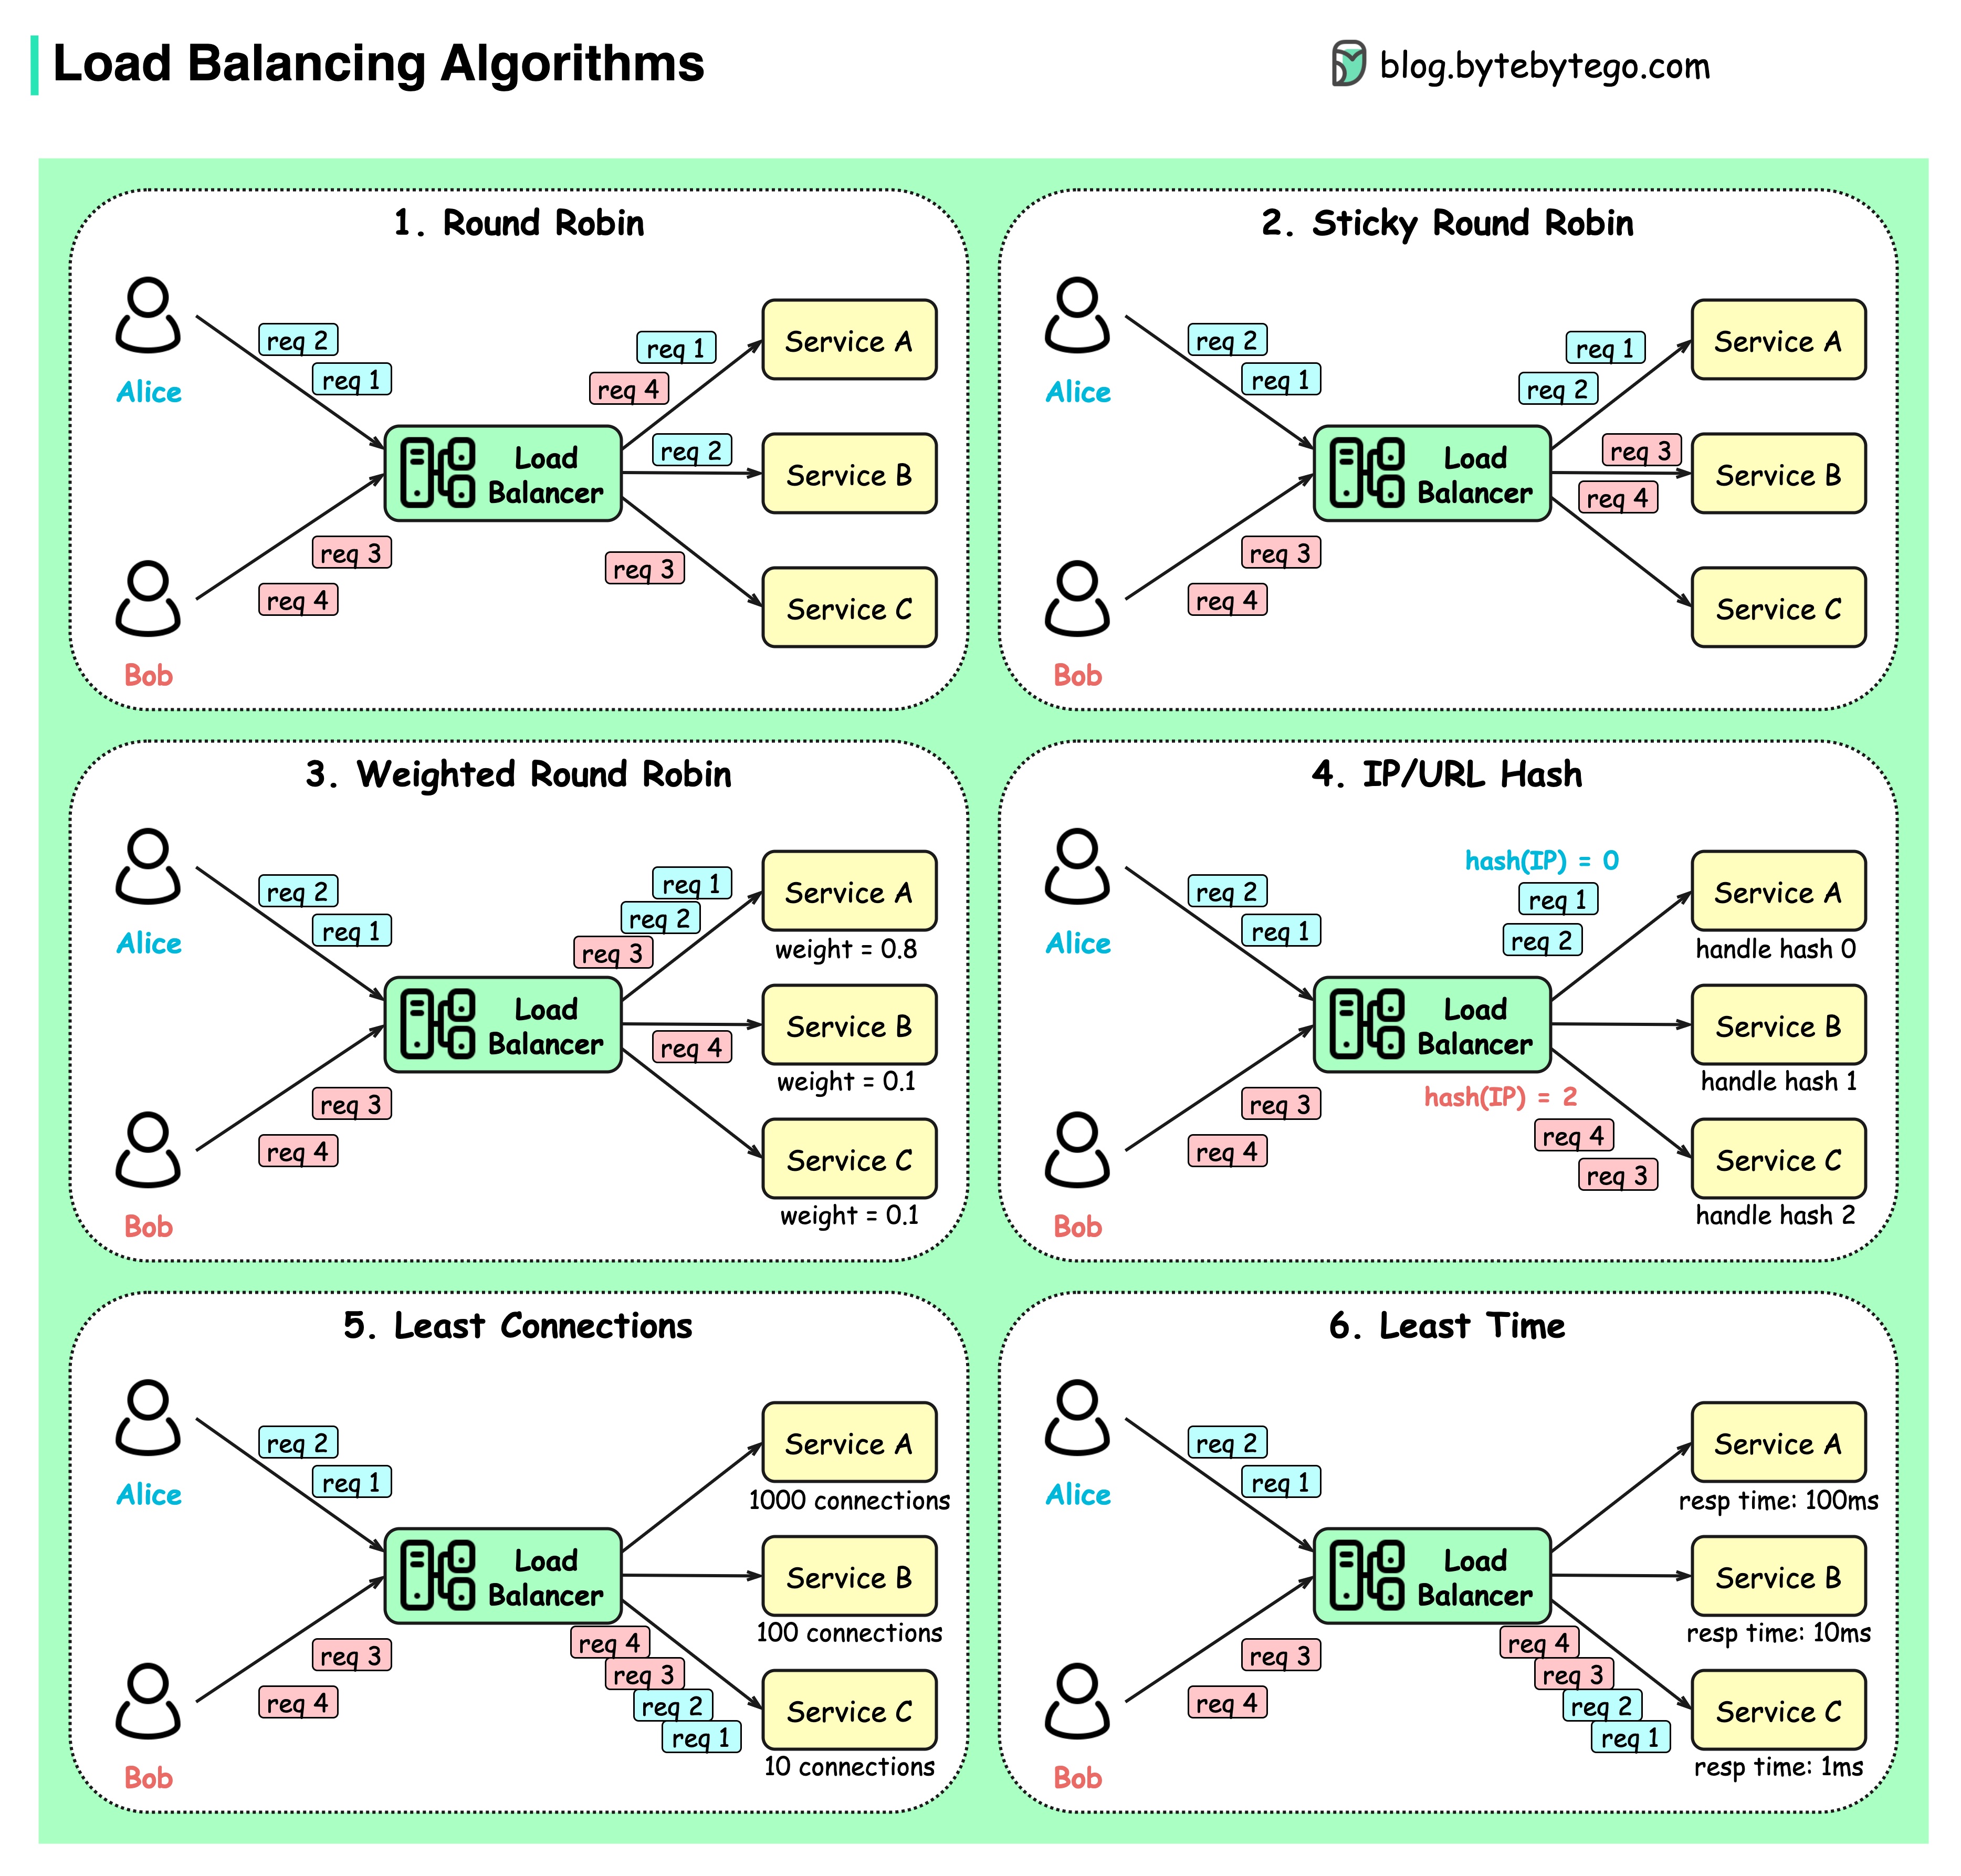 Load Balancing Algorithms
blog.bytebytego.com
1. Round Robin
Alice
req 2
req 1
Load
Balancer
req 3
req 4
Bob
req 1
req 4
req 2
req 3
Service A
Service B
Service C
2. Sticky Round Robin
Alice
req 2
req 1
Load
Balancer
req 3
req 4
Bob
req 1
req 2
req 3
req 4
Service A
Service B
Service C
3. Weighted Round Robin
Alice
req 2
req 1
Load
Balancer
req 3
req 4
Bob
req 1
req 2
req 3
req 4
Service A
weight = 0.8
Service B
weight = 0.1
Service C
weight = 0.1
4. IP/URL Hash
Alice
req 2
req 1
Load
Balancer
req 3
req 4
Bob
hash(IP) = 0
req 1
req 2
hash(IP) = 2
req 4
req 3
Service A
handle hash 0
Service B
handle hash 1
Service C
handle hash 2
5. Least Connections
Alice
req 2
req 1
Load
Balancer
req 3
req 4
Bob
req 4
req 3
req 2
req 1
Service A
1000 connections
Service B
100 connections
Service C
10 connections
6. Least Time
Alice
req 2
req 1
Load
Balancer
req 3
req 4
Bob
req 4
req 3
req 2
req 1
Service A
resp time: 100ms
Service B
resp time: 10ms
Service C
resp time: 1ms